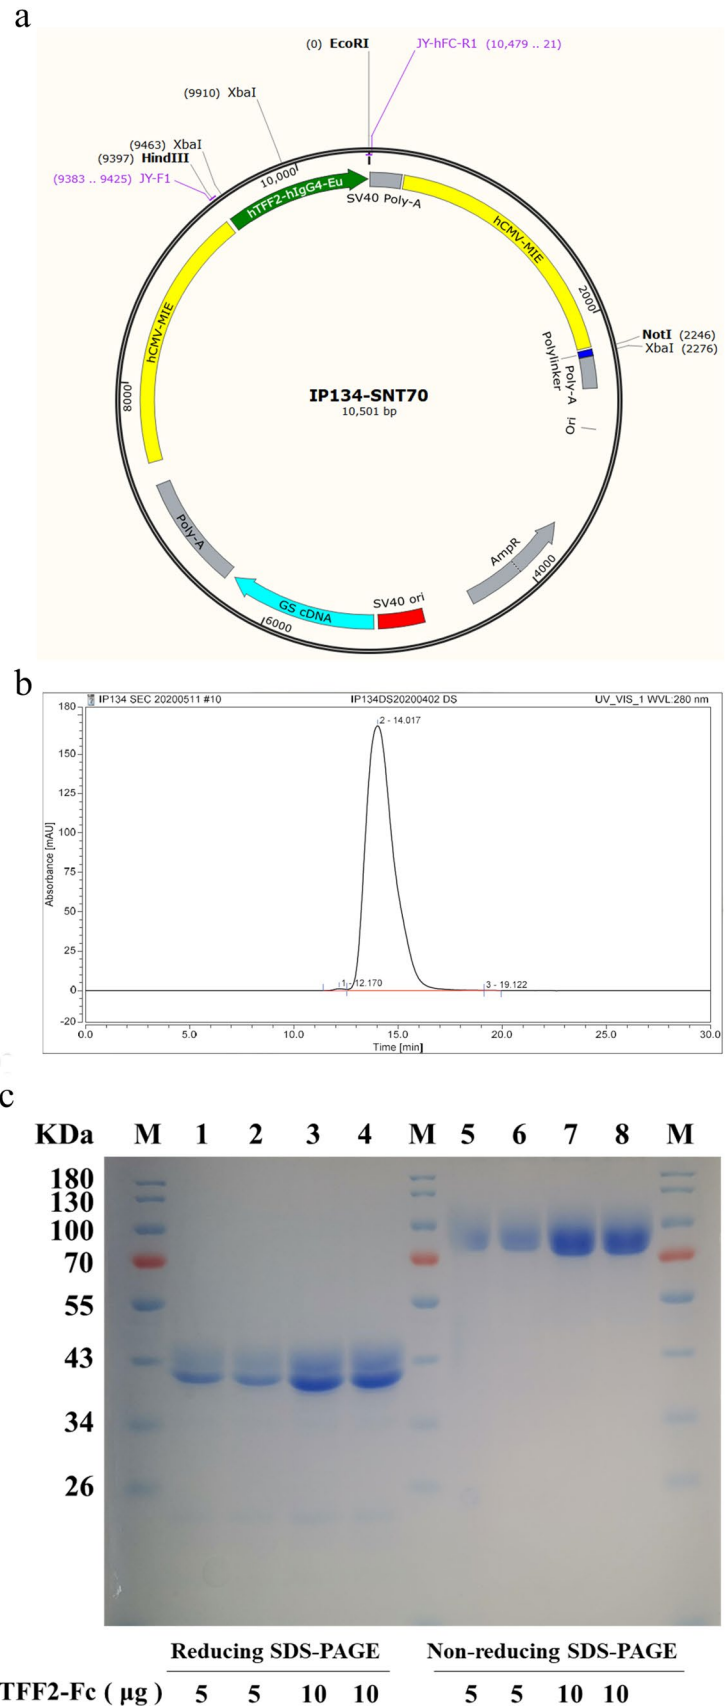 a
(0) EcoRI
JY-hFC-R1 (10,479 .. 21)
(9910) XbaI
(9463) XbaI
(9397) HindIII
(9383 .. 9425) JY-F1
10,000
hTFF2-hIgG4-Eu
SV40 Poly-A
hCMV-MIE
2000
NotI (2246)
XbaI (2276)
Polylinker
Poly-A
Ori
hCMV-MIE
8000
IP134-SNT70
10,501 bp
Poly-A
GS cDNA
SV40 ori
AmpR
4000
6000
b
IP134 SEC 20200511 #10 IP134DS20200402 DS UV_VIS_1 WVL:280 nm
180
150
125
100
75
50
25
0
-20
Absorbance [mAU]
2 - 14.017
1 - 12.170
3 - 19.122
0.0 5.0 10.0 15.0 20.0 25.0 30.0
Time [min]
c
KDa M 1 2 3 4 M 5 6 7 8 M
180
130
100
70
55
43
34
26
Reducing SDS-PAGE Non-reducing SDS-PAGE
TFF2-Fc ( μg ) 5 5 10 10 5 5 10 10